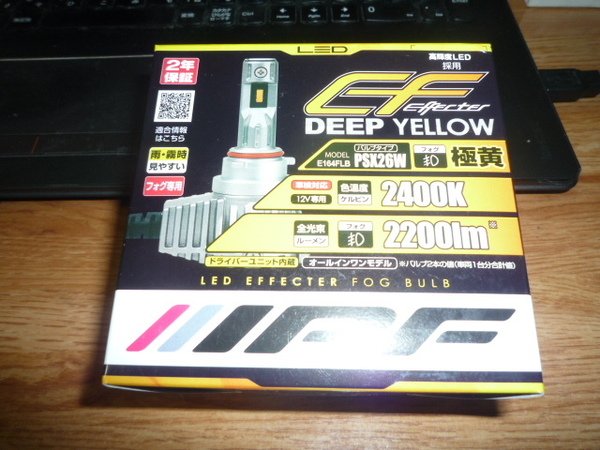 LED
2年
保証
高輝度LED
採用
EF
Effecter
DEEP YELLOW
適合情報
はこちら
雨・霧時
見やすい
フォグ専用
MODEL
E164FLB
バルブタイプ
PSX26W
フォグ
極黄
車検対応
12V専用
色温度
ケルビン
2400K
全光束
ルーメン
フォグ
2200lm※
ドライバーユニット内蔵
オールインワンモデル
※バルブ2本の値(車両1台分合計値)
LED EFFECTER FOG BULB
IPF